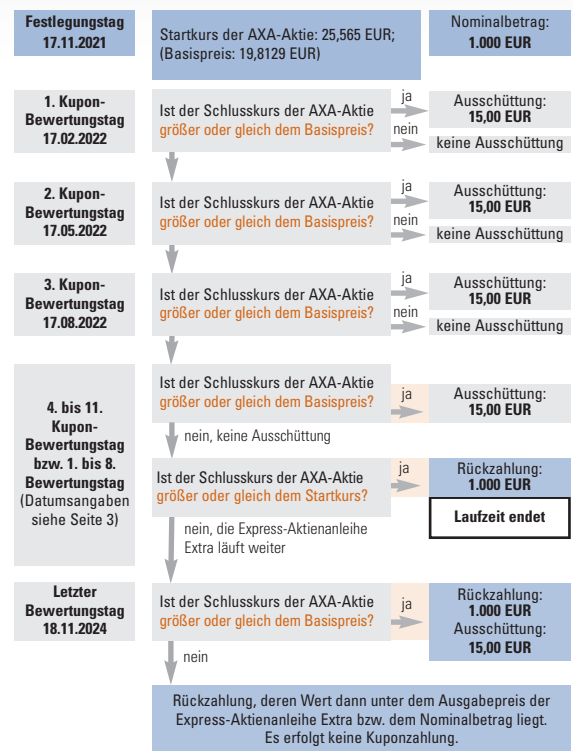 Festlegungstag
17.11.2021
Startkurs der AXA-Aktie: 25,565 EUR;
(Basispreis: 19,8129 EUR)
Nominalbetrag:
1.000 EUR
1. Kupon-
Bewertungstag
17.02.2022
Ist der Schlusskurs der AXA-Aktie
größer oder gleich dem Basispreis?
ja
Ausschüttung:
15,00 EUR
nein
keine Ausschüttung
2. Kupon-
Bewertungstag
17.05.2022
Ist der Schlusskurs der AXA-Aktie
größer oder gleich dem Basispreis?
ja
Ausschüttung:
15,00 EUR
nein
keine Ausschüttung
3. Kupon-
Bewertungstag
17.08.2022
Ist der Schlusskurs der AXA-Aktie
größer oder gleich dem Basispreis?
ja
Ausschüttung:
15,00 EUR
nein
keine Ausschüttung
4. bis 11.
Kupon-
Bewertungstag
bzw. 1. bis 8.
Bewertungstag
(Datumsangaben
siehe Seite 3)
Ist der Schlusskurs der AXA-Aktie
größer oder gleich dem Basispreis?
ja
Ausschüttung:
15,00 EUR
nein, keine Ausschüttung
Ist der Schlusskurs der AXA-Aktie
größer oder gleich dem Startkurs?
ja
Rückzahlung:
1.000 EUR
Laufzeit endet
nein, die Express-Aktienanleihe
Extra läuft weiter
Letzter
Bewertungstag
18.11.2024
Ist der Schlusskurs der AXA-Aktie
größer oder gleich dem Basispreis?
ja
Rückzahlung:
1.000 EUR
Ausschüttung:
15,00 EUR
nein
Rückzahlung, deren Wert dann unter dem Ausgabepreis der
Express-Aktienanleihe Extra bzw. dem Nominalbetrag liegt.
Es erfolgt keine Kuponzahlung.